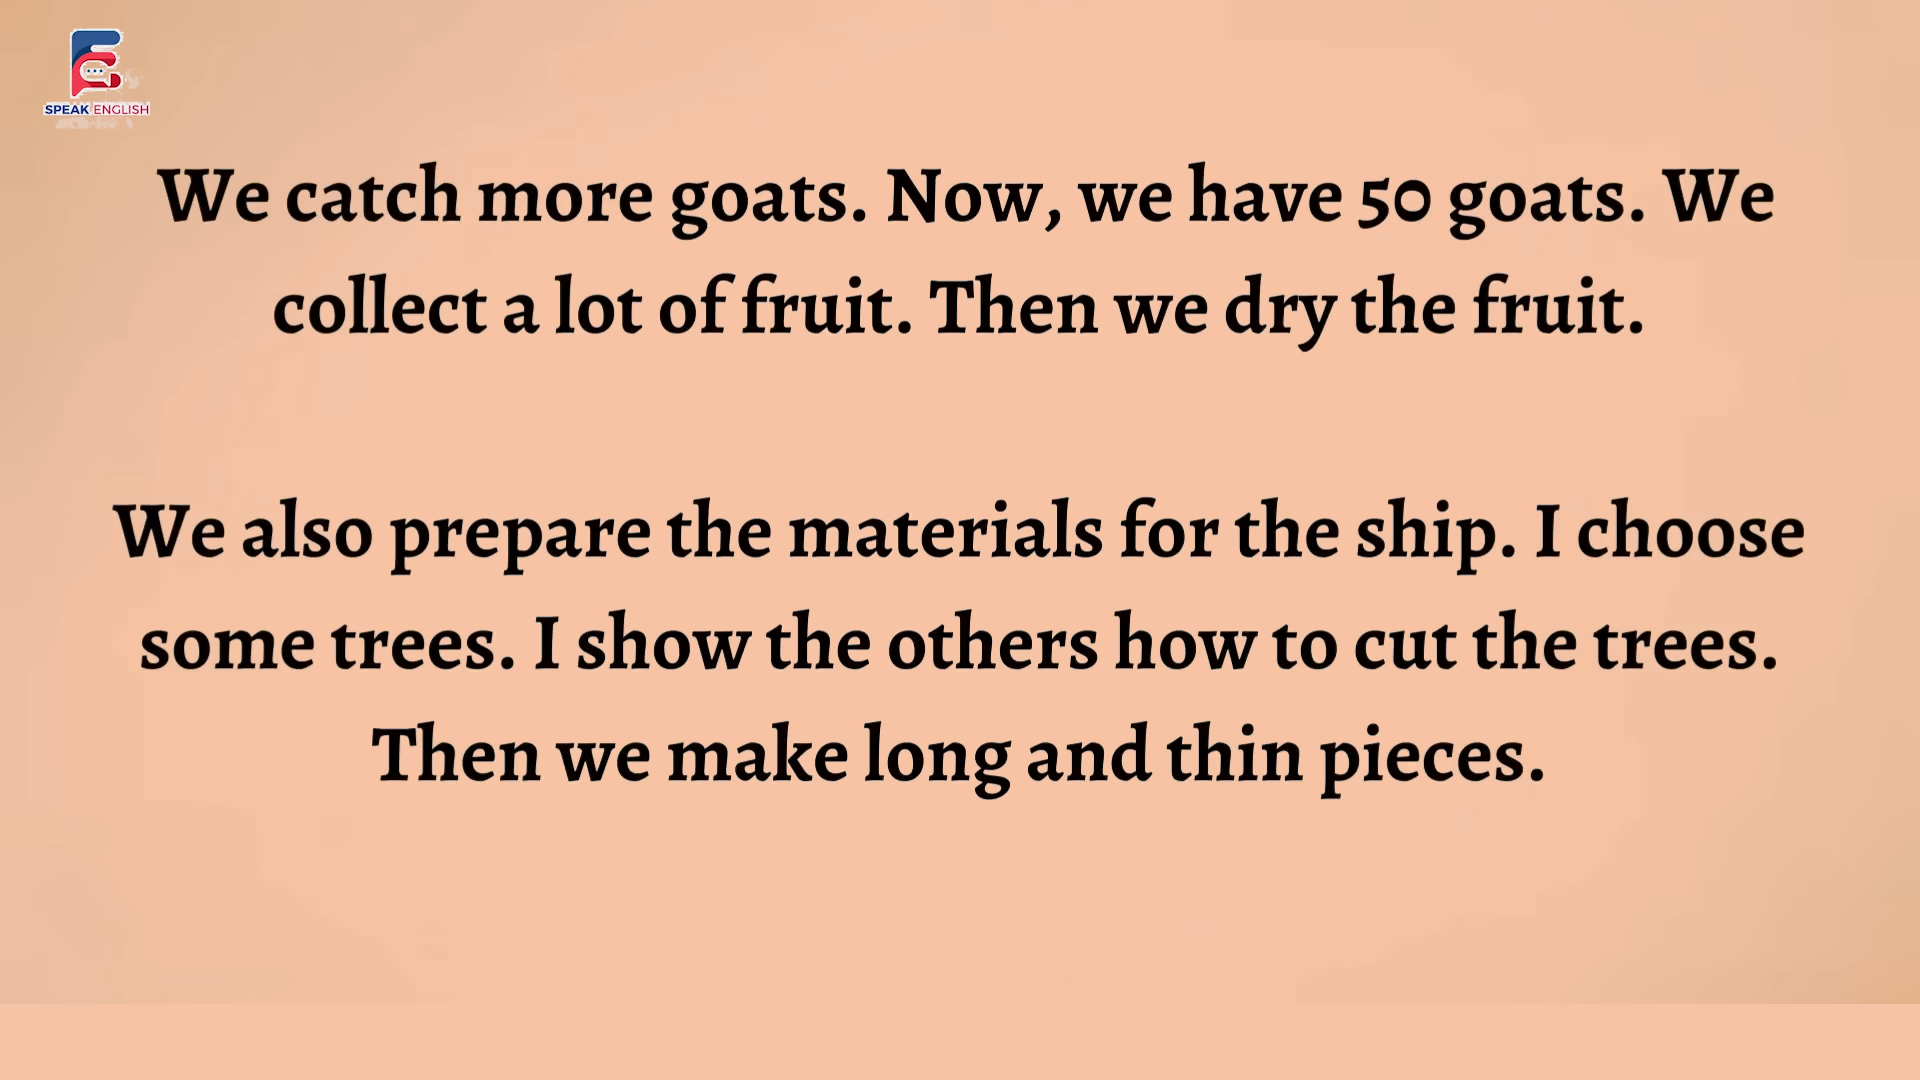 SPEAK ENGLISH
We catch more goats. Now, we have 50 goats. We
collect a lot of fruit. Then we dry the fruit.
We also prepare the materials for the ship. I choose
some trees. I show the others how to cut the trees.
Then we make long and thin pieces.